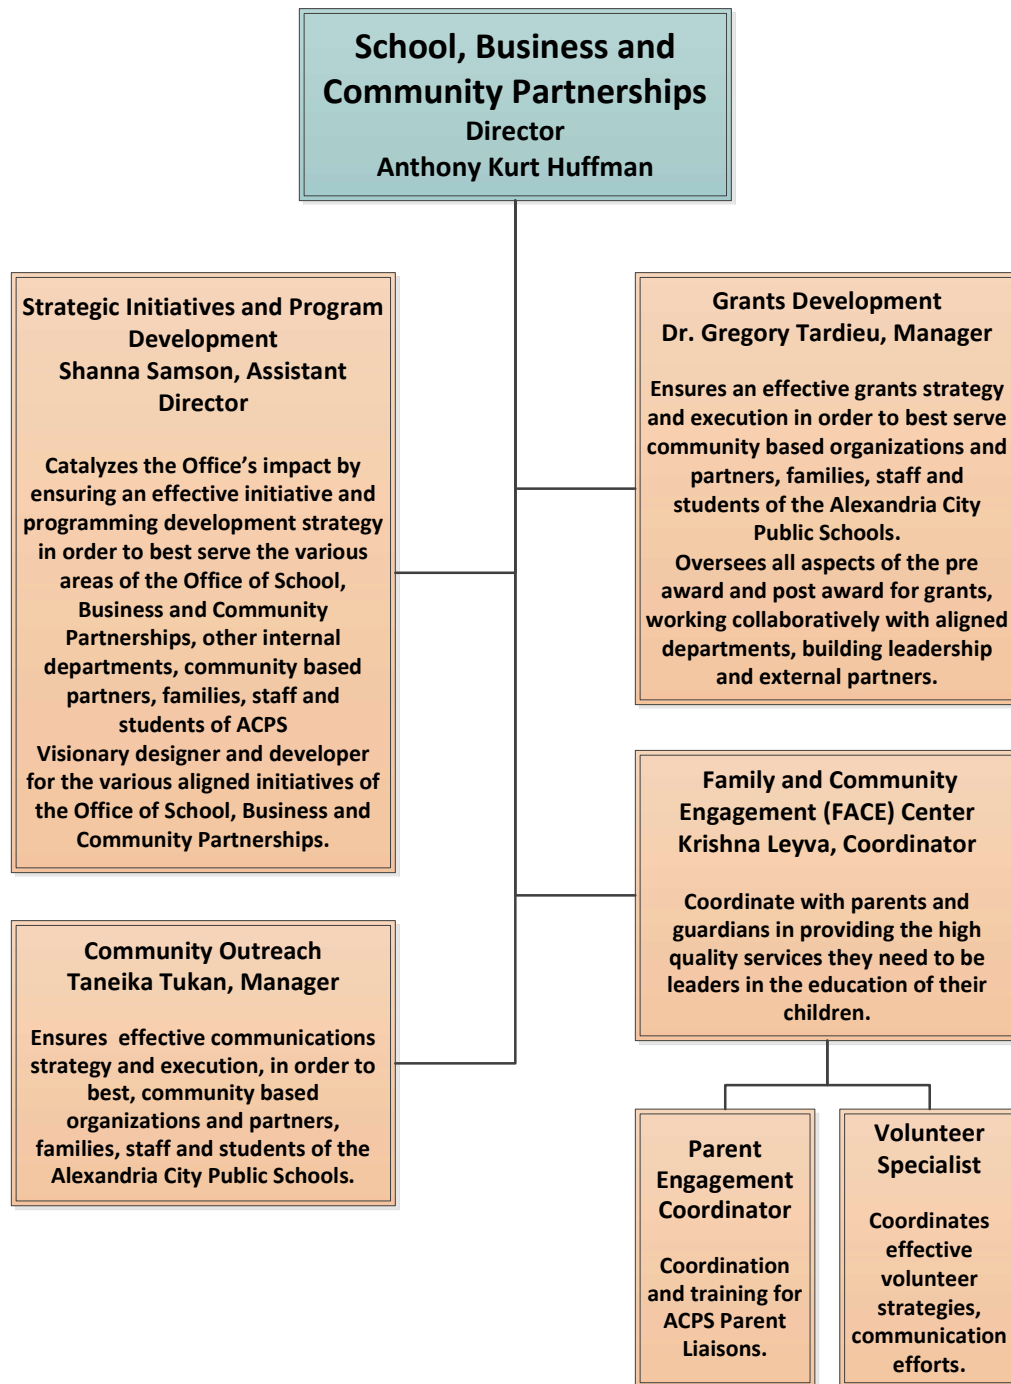 School, Business and
Community Partnerships
Director
Anthony Kurt Huffman
Strategic Initiatives and Program
Development
Shanna Samson, Assistant
Director
Catalyzes the Office’s impact by
ensuring an effective initiative and
programming development strategy
in order to best serve the various
areas of the Office of School,
Business and Community
Partnerships, other internal
departments, community based
partners, families, staff and
students of ACPS
Visionary designer and developer
for the various aligned initiatives of
the Office of School, Business and
Community Partnerships.
Grants Development
Dr. Gregory Tardieu, Manager
Ensures an effective grants strategy
and execution in order to best serve
community based organizations and
partners, families, staff and
students of the Alexandria City
Public Schools.
Oversees all aspects of the pre
award and post award for grants,
working collaboratively with aligned
departments, building leadership
and external partners.
Community Outreach
Taneika Tukan, Manager
Ensures  effective communications
strategy and execution, in order to
best, community based
organizations and partners,
families, staff and students of the
Alexandria City Public Schools.
Family and Community
Engagement (FACE) Center
Krishna Leyva, Coordinator
Coordinate with parents and
guardians in providing the high
quality services they need to be
leaders in the education of their
children.
Parent
Engagement
Coordinator
Coordination
and training for
ACPS Parent
Liaisons.
Volunteer
Specialist
Coordinates
effective
volunteer
strategies,
communication
efforts.